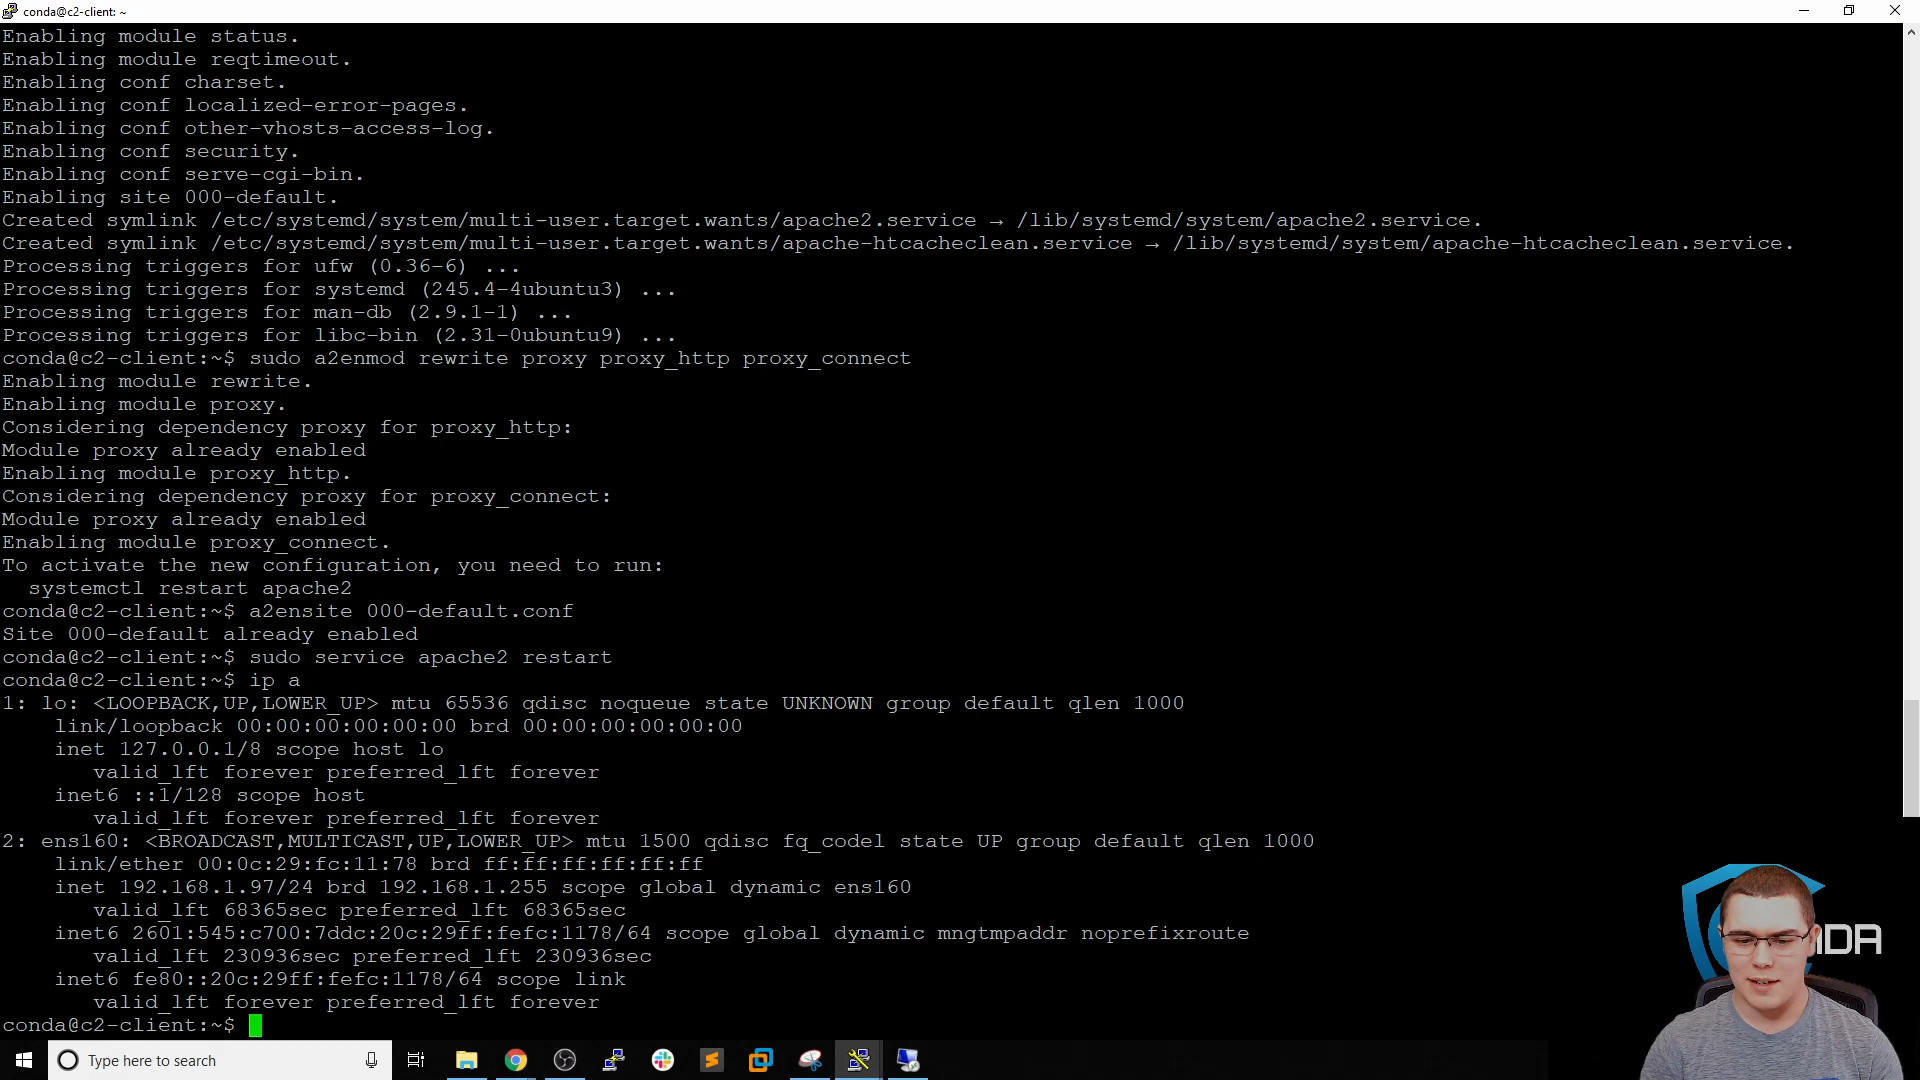 conda@c2-client: ~
Enabling module status.
Enabling module reqtimeout.
Enabling conf charset.
Enabling conf localized-error-pages.
Enabling conf other-vhosts-access-log.
Enabling conf security.
Enabling conf serve-cgi-bin.
Enabling site 000-default.
Created symlink /etc/systemd/system/multi-user.target.wants/apache2.service → /lib/systemd/system/apache2.service.
Created symlink /etc/systemd/system/multi-user.target.wants/apache-htcacheclean.service → /lib/systemd/system/apache-htcacheclean.service.
Processing triggers for ufw (0.36-6) ...
Processing triggers for systemd (245.4-4ubuntu3) ...
Processing triggers for man-db (2.9.1-1) ...
Processing triggers for libc-bin (2.31-0ubuntu9) ...
conda@c2-client:~$ sudo a2enmod rewrite proxy proxy_http proxy_connect
Enabling module rewrite.
Enabling module proxy.
Considering dependency proxy for proxy_http:
Module proxy already enabled
Enabling module proxy_http.
Considering dependency proxy for proxy_connect:
Module proxy already enabled
Enabling module proxy_connect.
To activate the new configuration, you need to run:
  systemctl restart apache2
conda@c2-client:~$ a2ensite 000-default.conf
Site 000-default already enabled
conda@c2-client:~$ sudo service apache2 restart
conda@c2-client:~$ ip a
1: lo: <LOOPBACK,UP,LOWER_UP> mtu 65536 qdisc noqueue state UNKNOWN group default qlen 1000
    link/loopback 00:00:00:00:00:00 brd 00:00:00:00:00:00
    inet 127.0.0.1/8 scope host lo
       valid_lft forever preferred_lft forever
    inet6 ::1/128 scope host
       valid_lft forever preferred_lft forever
2: ens160: <BROADCAST,MULTICAST,UP,LOWER_UP> mtu 1500 qdisc fq_codel state UP group default qlen 1000
    link/ether 00:0c:29:fc:11:78 brd ff:ff:ff:ff:ff:ff
    inet 192.168.1.97/24 brd 192.168.1.255 scope global dynamic ens160
       valid_lft 68365sec preferred_lft 68365sec
    inet6 2601:545:c700:7ddc:20c:29ff:fefc:1178/64 scope global dynamic mngtmpaddr noprefixroute
       valid_lft 230936sec preferred_lft 230936sec
    inet6 fe80::20c:29ff:fefc:1178/64 scope link
       valid_lft forever preferred_lft forever
conda@c2-client:~$
Type here to search